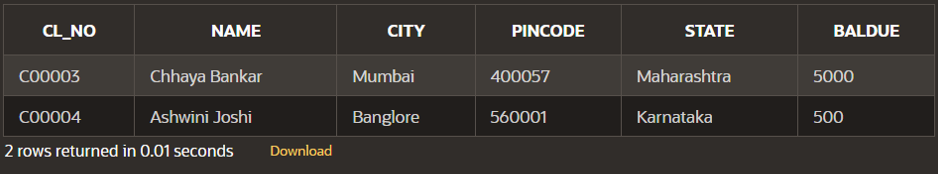 CL_NO NAME CITY PINCODE STATE BALDUE
C00003 Chhaya Bankar Mumbai 400057 Maharashtra 5000
C00004 Ashwini Joshi Banglore 560001 Karnataka 500
2 rows returned in 0.01 seconds Download